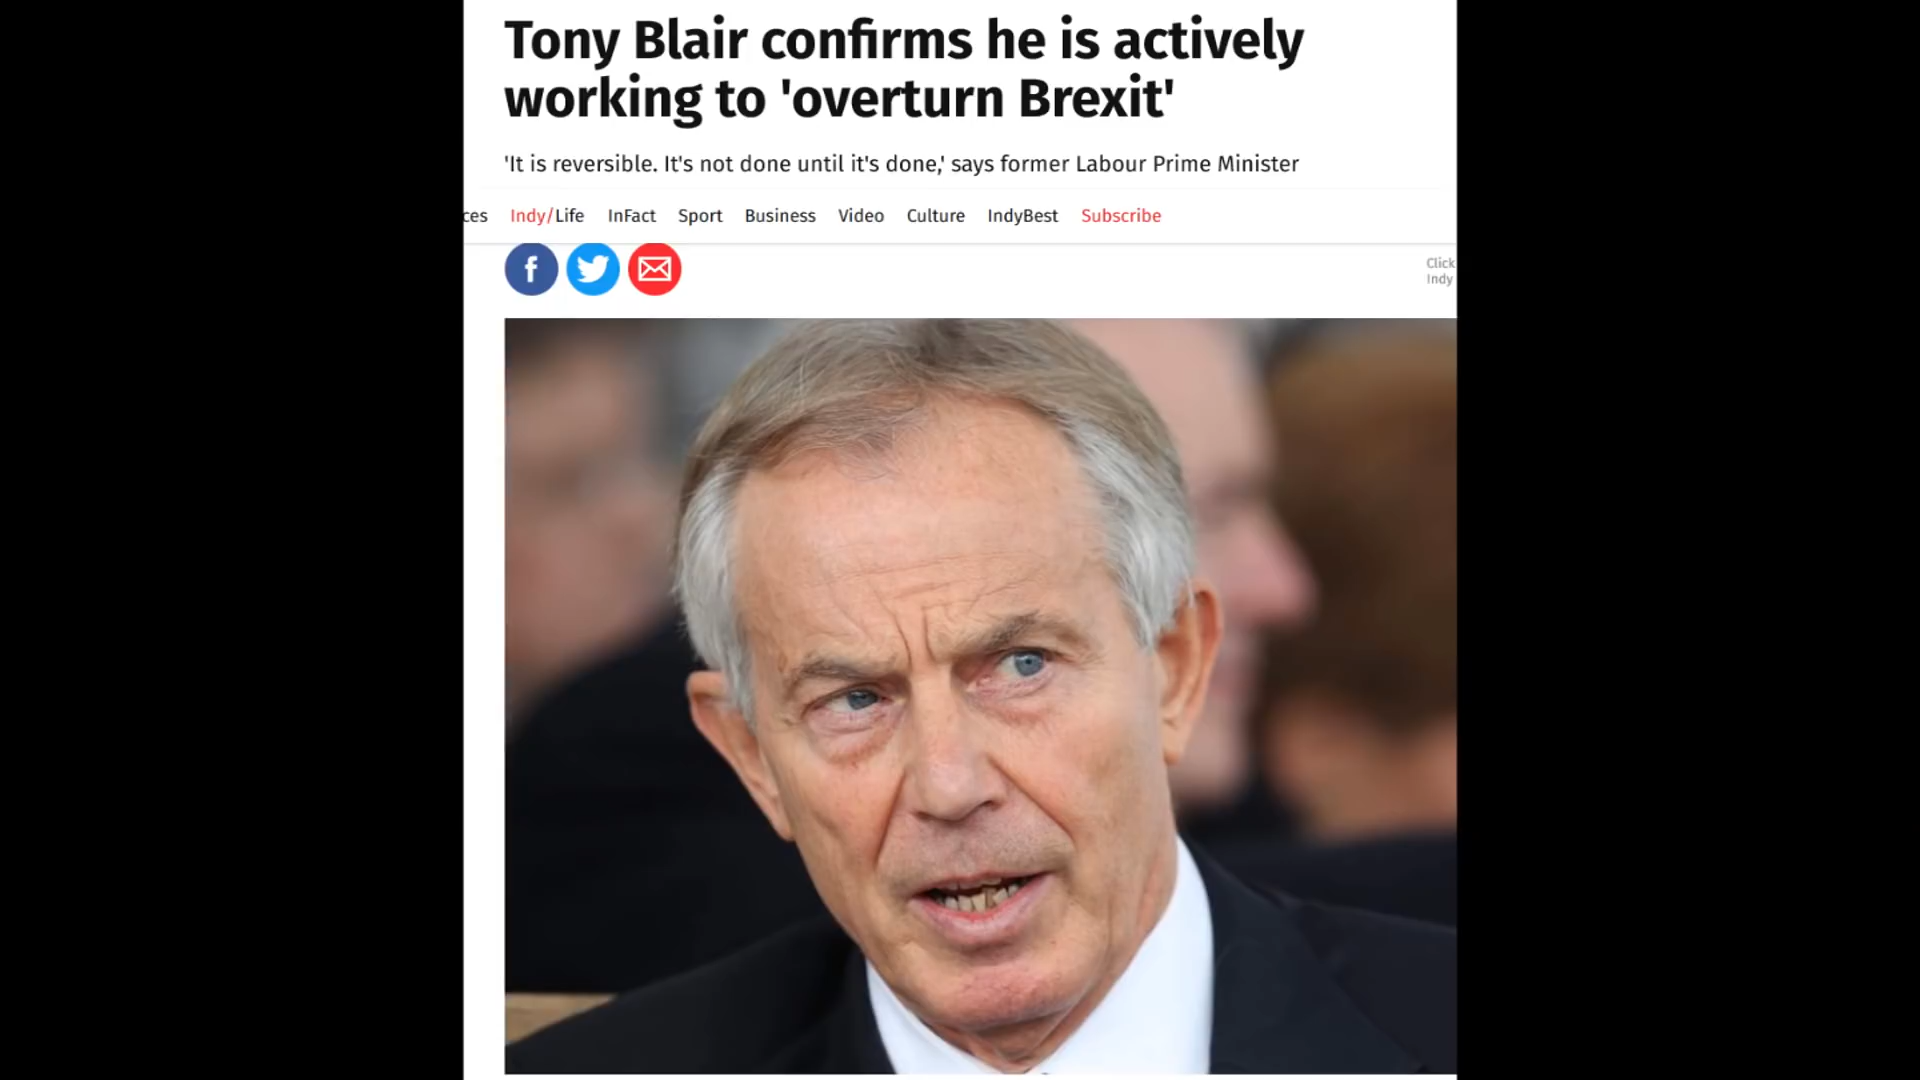 Tony Blair confirms he is actively
working to 'overturn Brexit'
'It is reversible. It's not done until it's done,' says former Labour Prime Minister
ces Indy/Life InFact Sport Business Video Culture IndyBest Subscribe
Click
Indy